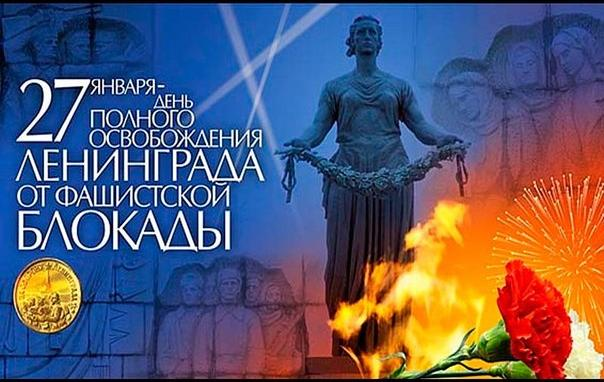 27 ЯНВАРЯ-
ДЕНЬ
ПОЛНОГО
ОСВОБОЖДЕНИЯ
ЛЕНИНГРАДА
ОТ ФАШИСТСКОЙ
БЛОКАДЫ